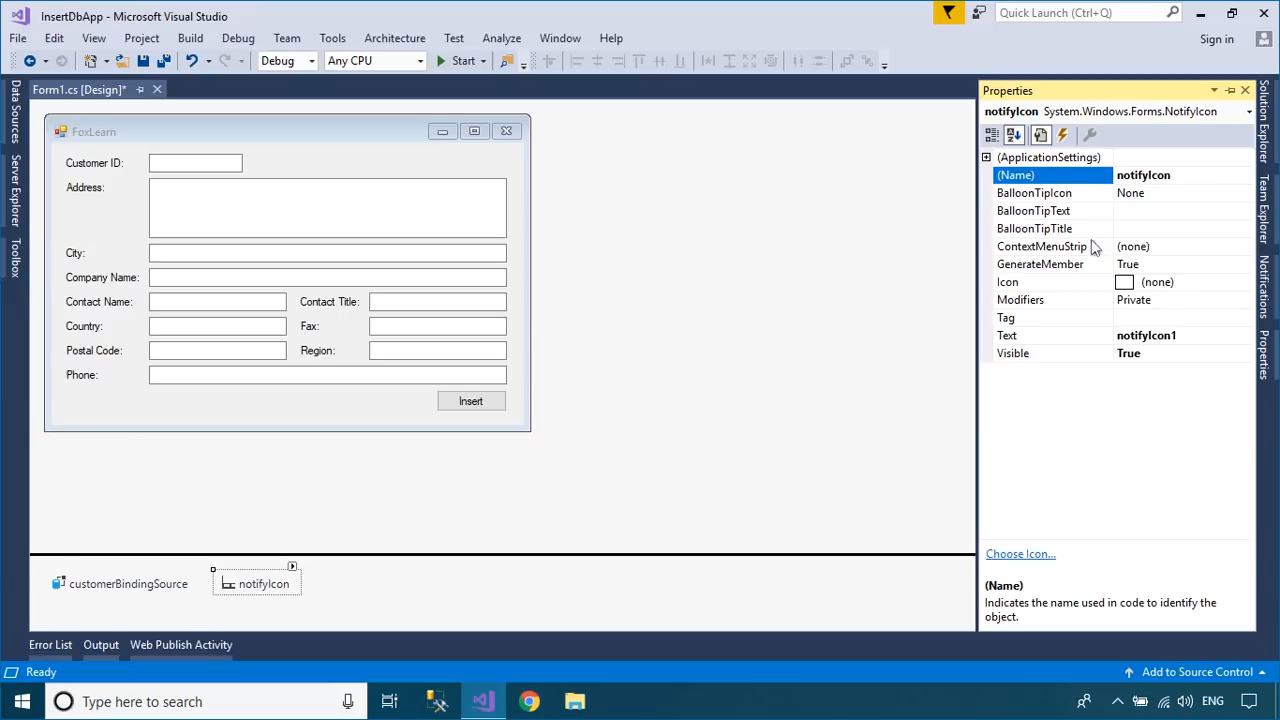 InsertDbApp - Microsoft Visual Studio
Quick Launch (Ctrl+Q)
File Edit View Project Build Debug Team Tools Architecture Test Analyze Window Help
Sign in
Debug Any CPU Start
Form1.cs [Design]*
Data Sources
Server Explorer
Toolbox
FoxLearn
Customer ID:
Address:
City:
Company Name:
Contact Name: Contact Title:
Country: Fax:
Postal Code: Region:
Phone:
Insert
customerBindingSource notifyIcon
Properties
notifyIcon System.Windows.Forms.NotifyIcon
(ApplicationSettings)
(Name) notifyIcon
BalloonTipIcon None
BalloonTipText
BalloonTipTitle
ContextMenuStrip (none)
GenerateMember True
Icon (none)
Modifiers Private
Tag
Text notifyIcon1
Visible True
Choose Icon...
(Name)
Indicates the name used in code to identify the
object.
Solution Explorer
Team Explorer
Notifications
Properties
Error List Output Web Publish Activity
Ready
Add to Source Control
Type here to search
ENG